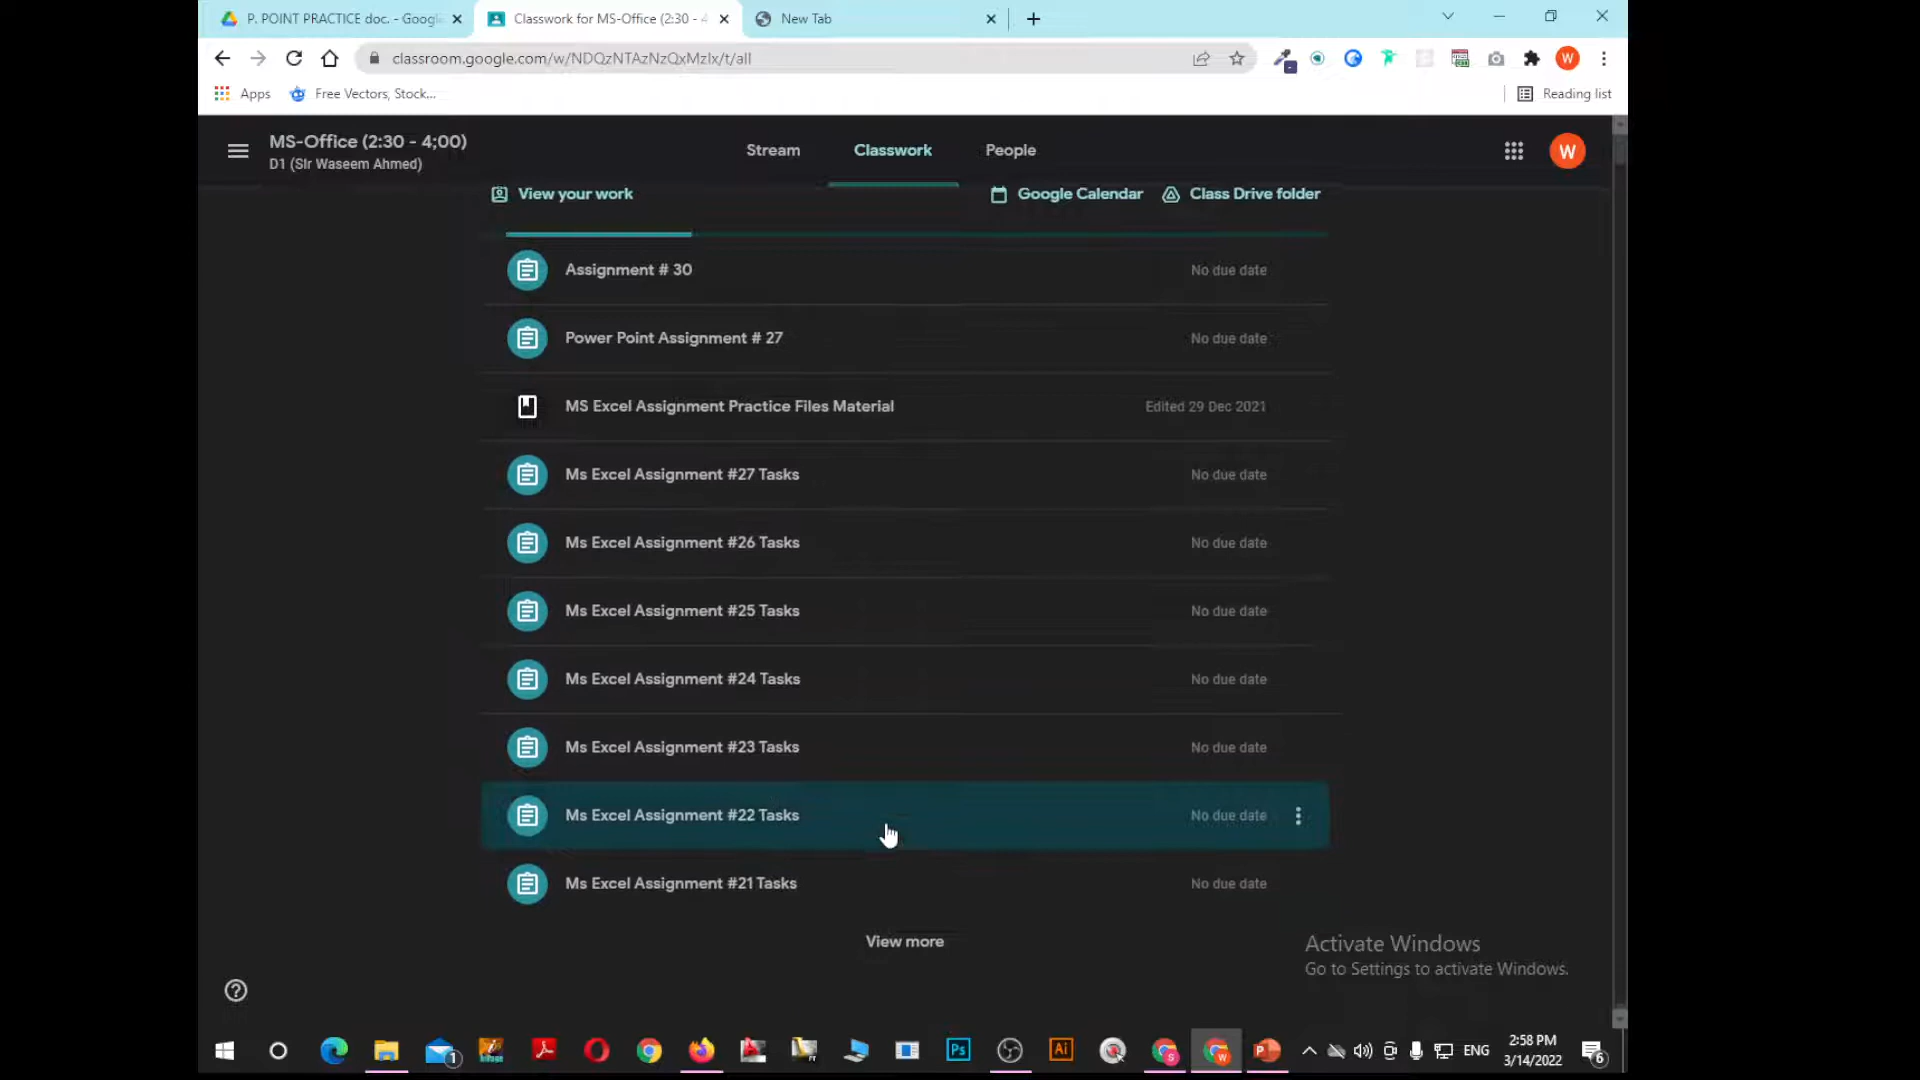 P. POINT PRACTICE doc. - Googl
Classwork for MS-Office (2:30 - 4
New Tab
classroom.google.com/w/NDQzNTAzNzQxMzIx/t/all
Apps
Free Vectors, Stock...
Reading list
MS-Office (2:30 - 4;00)
D1 (SIr Waseem Ahmed)
Stream
Classwork
People
W
View your work
Google Calendar
Class Drive folder
Assignment # 30
No due date
Power Point Assignment # 27
No due date
MS Excel Assignment Practice Files Material
Edited 29 Dec 2021
Ms Excel Assignment #27 Tasks
No due date
Ms Excel Assignment #26 Tasks
No due date
Ms Excel Assignment #25 Tasks
No due date
Ms Excel Assignment #24 Tasks
No due date
Ms Excel Assignment #23 Tasks
No due date
Ms Excel Assignment #22 Tasks
No due date
Ms Excel Assignment #21 Tasks
No due date
View more
Activate Windows
Go to Settings to activate Windows.
1
Ps
Ai
ENG
2:58 PM
3/14/2022
6